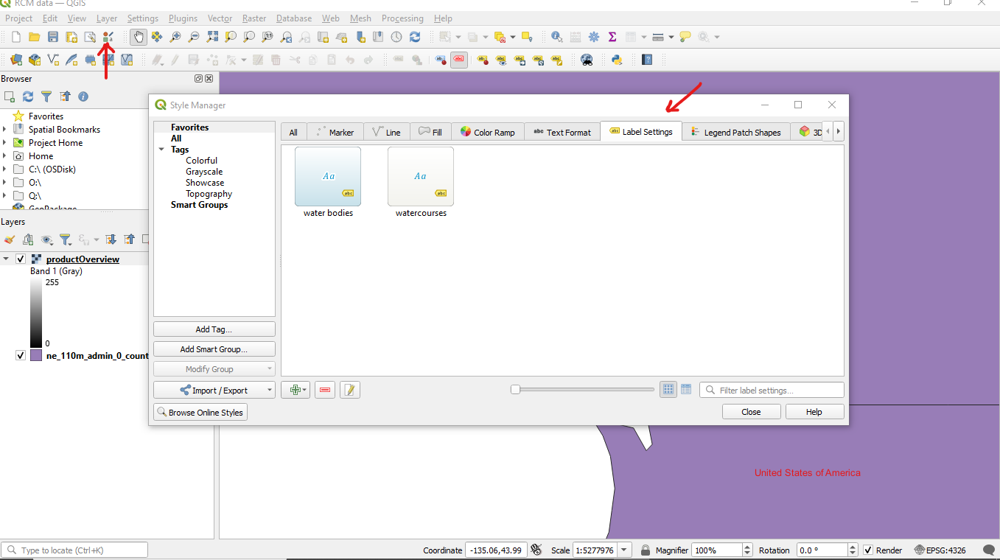 RCM data — QGIS
Project Edit View Layer Settings Plugins Vector Raster Database Web Mesh Processing Help
Browser
Favorites
Spatial Bookmarks
Project Home
Home
C:\ (OSDisk)
O:\
Q:\
GeoPackage
Layers
productOverview
Band 1 (Gray)
255
0
ne_110m_admin_0_count
Style Manager
Favorites
All
Tags
Colorful
Grayscale
Showcase
Topography
Smart Groups
All Marker Line Fill Color Ramp abc Text Format abc Label Settings Legend Patch Shapes 3D
Aa abc Aa abc
water bodies watercourses
Add Tag...
Add Smart Group...
Modify Group
Import / Export
Filter label settings...
Browse Online Styles
Close Help
United States of America
Type to locate (Ctrl+K) Coordinate -135.06,43.99 Scale 1:5277976 Magnifier 100% Rotation 0.0 ° Render EPSG:4326